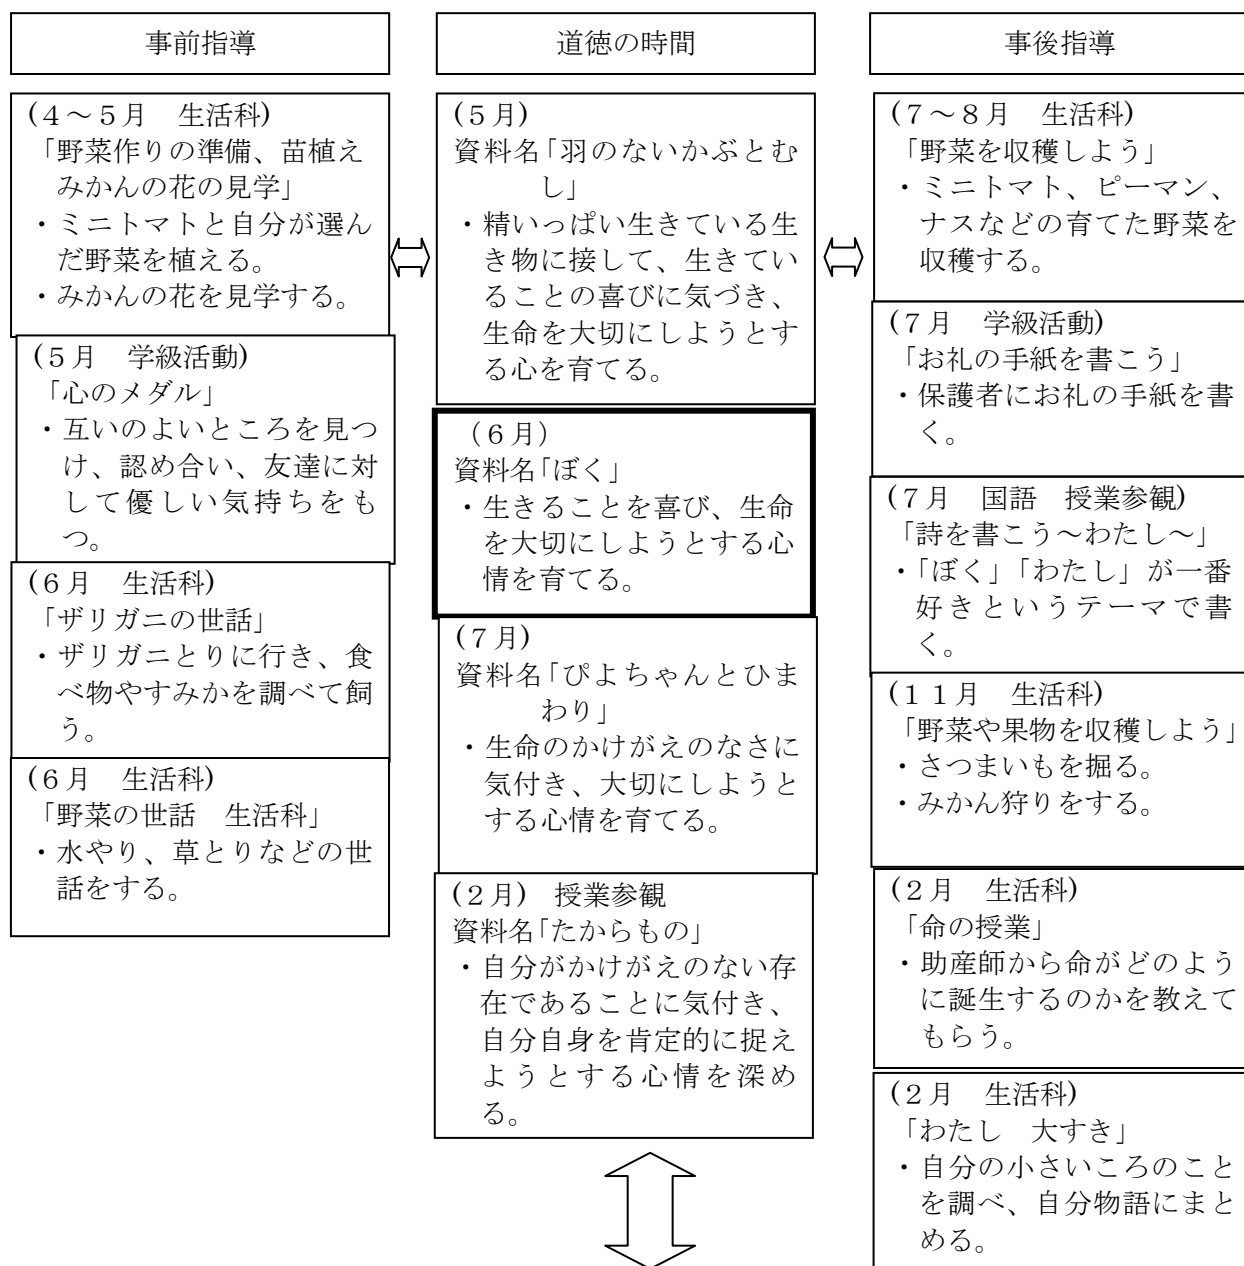 事前指導
(４～５月　生活科)
「野菜作りの準備、苗植え
みかんの花の見学」
・ミニトマトと自分が選ん
だ野菜を植える。
・みかんの花を見学する。
(５月　学級活動)
「心のメダル」
・互いのよいところを見つ
け、認め合い、友達に対
して優しい気持ちをも
つ。
(６月　生活科)
「ザリガニの世話」
・ザリガニとりに行き、食
べ物やすみかを調べて飼
う。
(６月　生活科)
「野菜の世話　生活科」
・水やり、草とりなどの世
話をする。
道徳の時間
(５月)
資料名「羽のないかぶとむ
し」
・精いっぱい生きている生
き物に接して、生きてい
ることの喜びに気づき、
生命を大切にしようとす
る心を育てる。
（６月）
資料名「ぼく」
・生きることを喜び、生命
を大切にしようとする心
情を育てる。
(７月)
資料名「ぴよちゃんとひま
わり」
・生命のかけがえのなさに
気付き、大切にしようと
する心情を育てる。
(２月)　授業参観
資料名「たからもの」
・自分がかけがえのない存
在であることに気付き、
自分自身を肯定的に捉え
ようとする心情を深め
る。
事後指導
(７～８月　生活科)
「野菜を収穫しよう」
・ミニトマト、ピーマン、
ナスなどの育てた野菜を
収穫する。
(７月　学級活動)
「お礼の手紙を書こう」
・保護者にお礼の手紙を書
く。
(７月　国語　授業参観)
「詩を書こう～わたし～」
・「ぼく」「わたし」が一番
好きというテーマで書
く。
(１１月　生活科)
「野菜や果物を収穫しよう」
・さつまいもを掘る。
・みかん狩りをする。
(２月　生活科)
「命の授業」
・助産師から命がどのよう
に誕生するのかを教えて
もらう。
(２月　生活科)
「わたし　大すき」
・自分の小さいころのこと
を調べ、自分物語にまと
める。